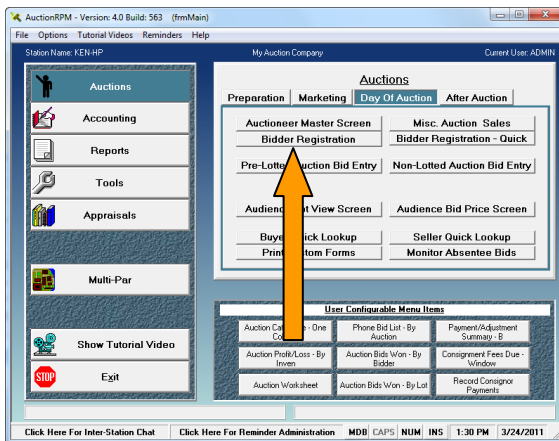 AuctionRPM - Version: 4.0 Build: 563 (frmMain)
File Options Tutorial Videos Reminders Help
Station Name: KEN-HP My Auction Company Current User: ADMIN
Auctions
Accounting
Reports
Tools
Appraisals
Multi-Par
Show Tutorial Video
STOP Exit
Auctions
Preparation Marketing Day Of Auction After Auction
Auctioneer Master Screen Misc. Auction Sales
Bidder Registration Bidder Registration - Quick
Pre-Lotted Auction Bid Entry Non-Lotted Auction Bid Entry
View Screen Audience Bid Price Screen
Lookup Seller Quick Lookup
Forms Monitor Absentee Bids
User Configurable Menu Items
Auction - One Phone Bid List - By Payment/Adjustment
Auction Summary - B
Auction Profit/Loss - By Auction Bids Won - By Consignment Fees Due -
Inven Bidder Window
Auction Worksheet Auction Bids Won - By Lot Record Consignor
Payments
Click Here For Inter-Station Chat Click Here For Reminder Administration MDB CAPS NUM INS 1:30 PM 3/24/2011